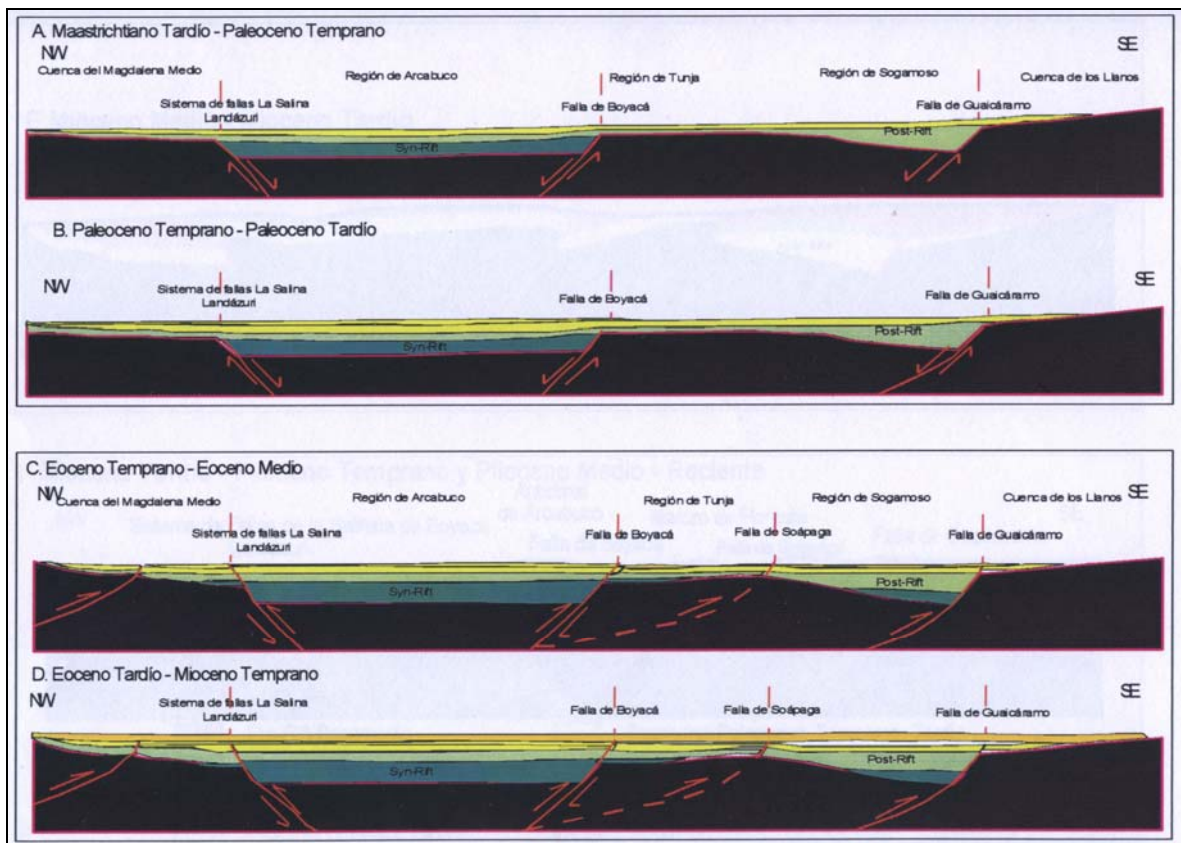 A. Maastrichtiano Tardío - Paleoceno Temprano
NW
SE
Cuenca del Magdalena Medio
Región de Arcabuco
Región de Tunja
Región de Sogamoso
Cuenca de los Llanos
Sistema de fallas La Salina
Landázuri
Falla de Boyacá
Falla de Guaicáramo
Post-Rift
Syn-Rift
B. Paleoceno Temprano - Paleoceno Tardío
NW
SE
Sistema de fallas La Salina
Landázuri
Falla de Boyacá
Falla de Guaicáramo
Post-Rift
Syn-Rift
C. Eoceno Temprano - Eoceno Medio
NW
SE
Cuenca del Magdalena Medio
Región de Arcabuco
Región de Tunja
Región de Sogamoso
Cuenca de los Llanos
Sistema de fallas La Salina
Landázuri
Falla de Boyacá
Falla de Soápaga
Falla de Guaicáramo
Post-Rift
Syn-Rift
D. Eoceno Tardío - Mioceno Temprano
NW
SE
Sistema de fallas La Salina
Landázuri
Falla de Boyacá
Falla de Soápaga
Falla de Guaicáramo
Post-Rift
Syn-Rift